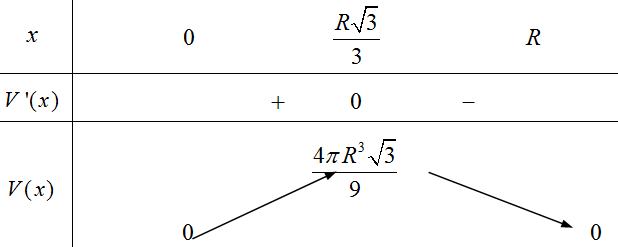 x 0 R√3/3 R
V'(x) + 0 −
V(x) 0 4πR³√3/9 0